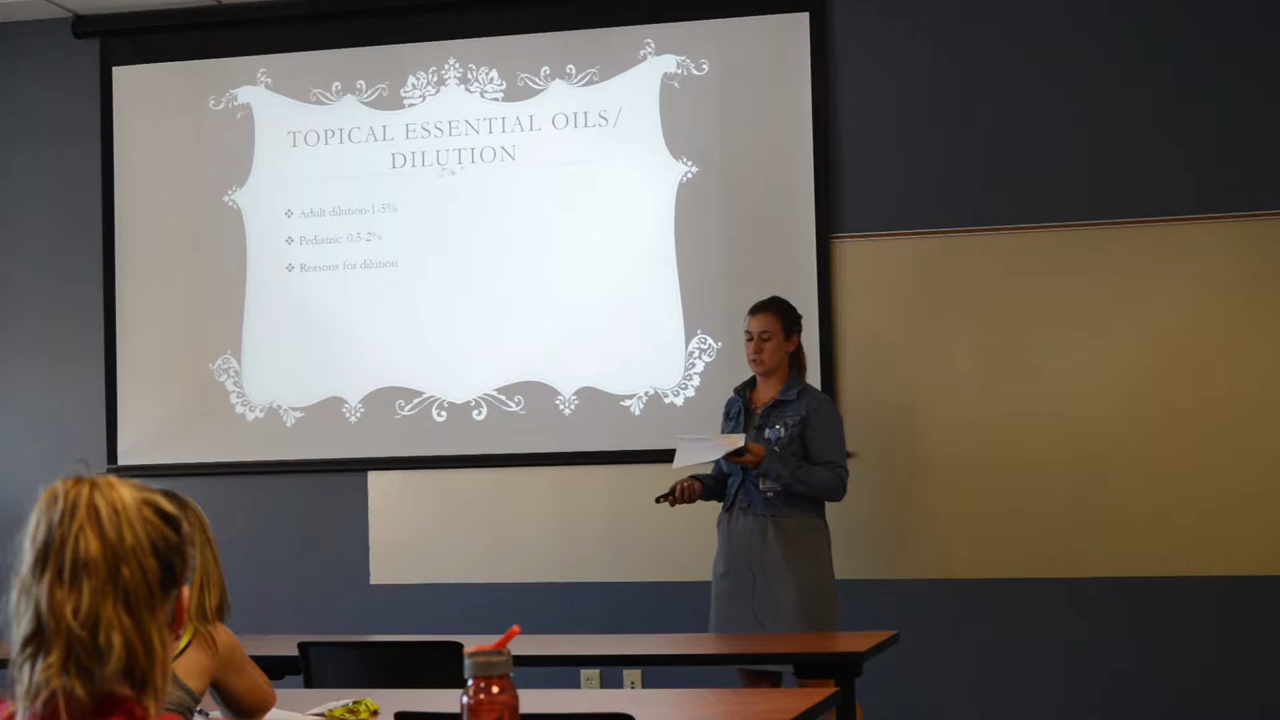 TOPICAL ESSENTIAL OILS/
DILUTION
❖ Adult dilution-1-5%
❖ Pediatric: 0.5-2%
❖ Reasons for dilution